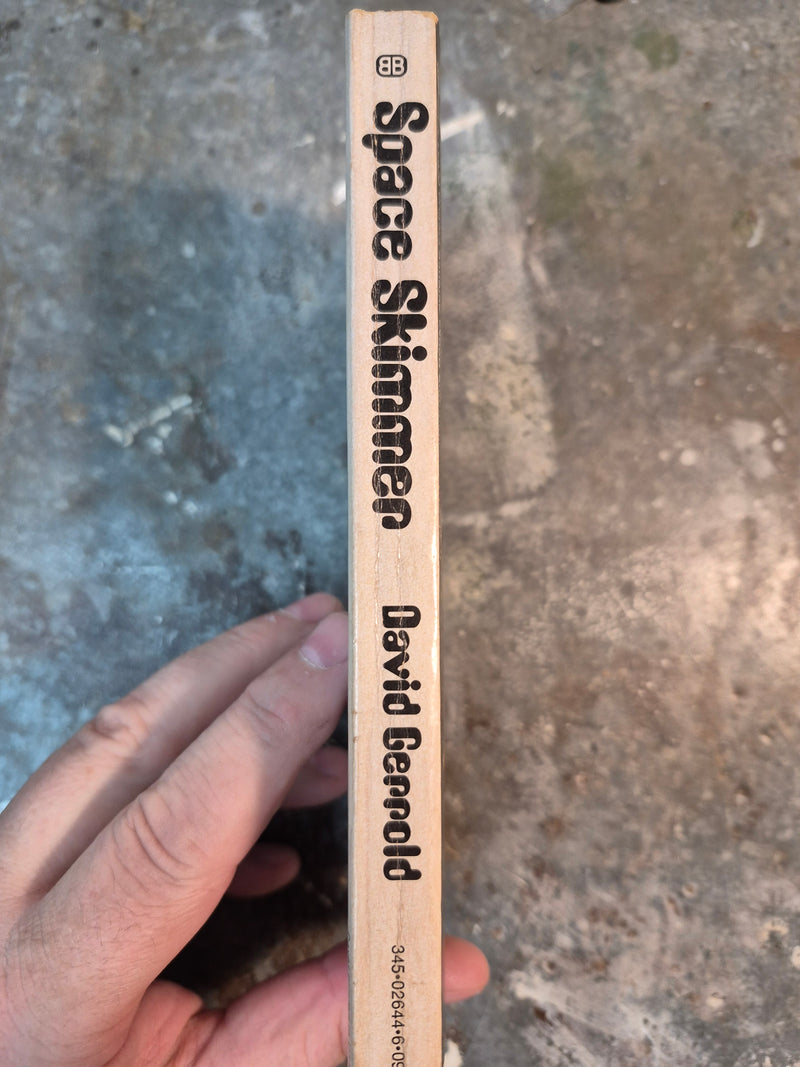 BB
Space Skimmer
David Gerrold
345•02644•6•09